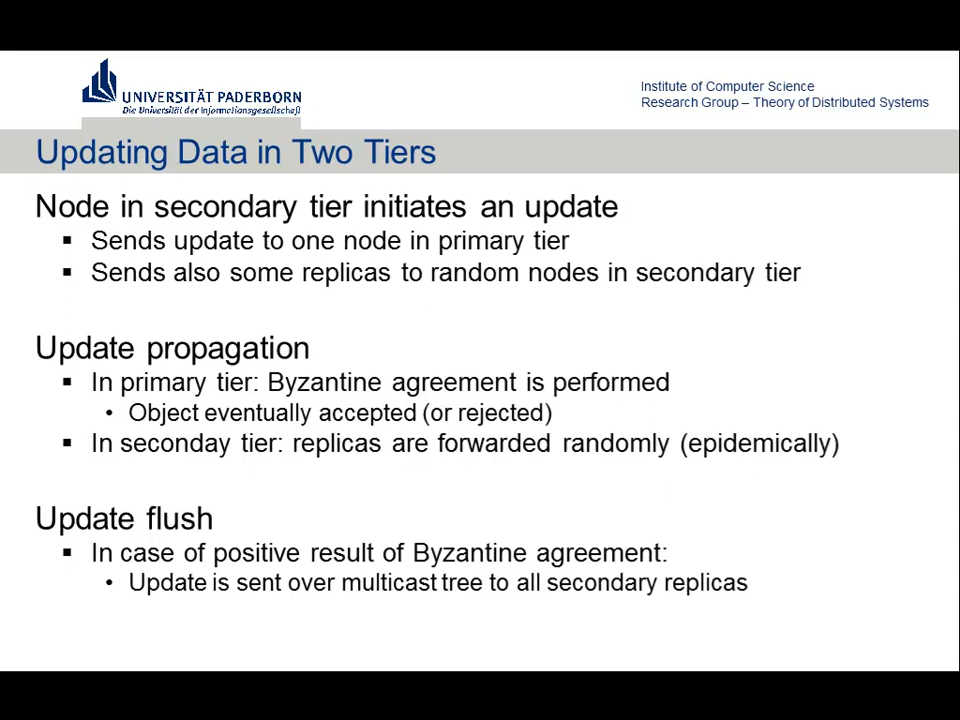 UNIVERSITÄT PADERBORN
Die Universität der Informationsgesellschaft
Institute of Computer Science
Research Group – Theory of Distributed Systems
Updating Data in Two Tiers
Node in secondary tier initiates an update
▪ Sends update to one node in primary tier
▪ Sends also some replicas to random nodes in secondary tier
Update propagation
▪ In primary tier: Byzantine agreement is performed
• Object eventually accepted (or rejected)
▪ In seconday tier: replicas are forwarded randomly (epidemically)
Update flush
▪ In case of positive result of Byzantine agreement:
• Update is sent over multicast tree to all secondary replicas